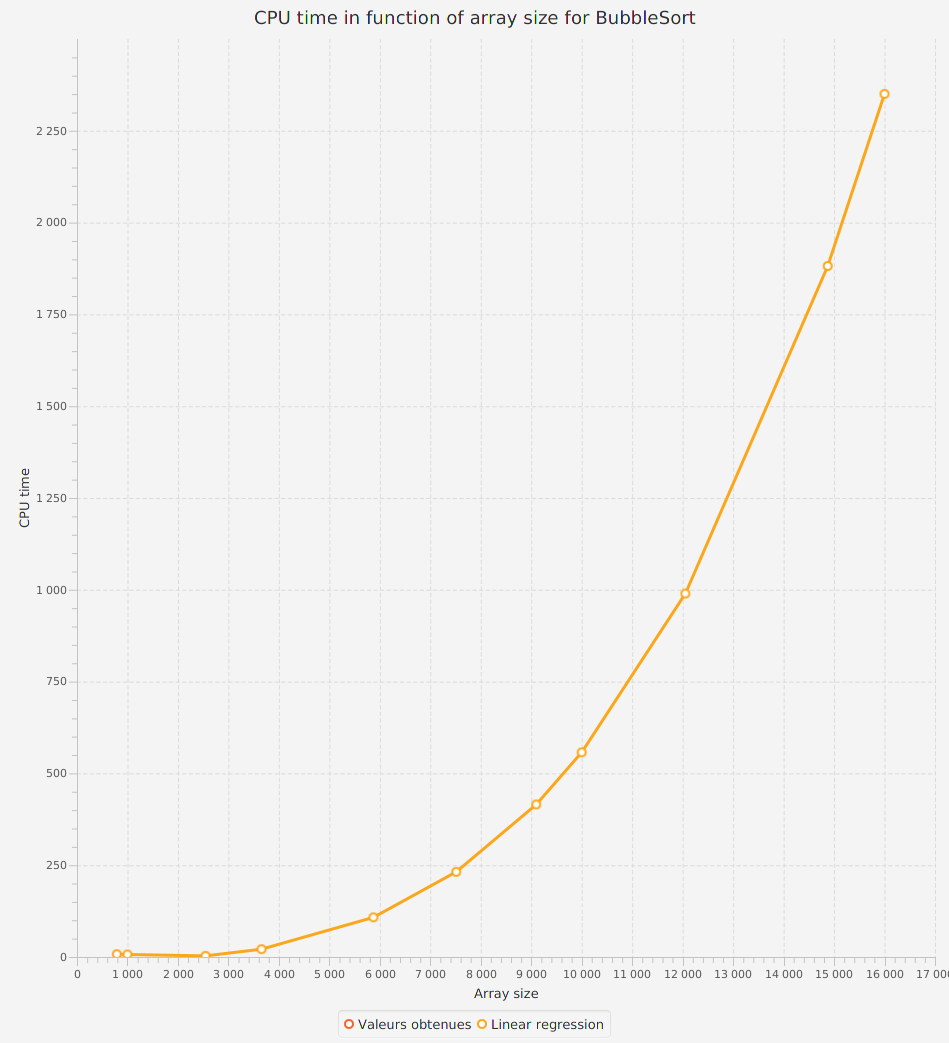 CPU time in function of array size for BubbleSort
2 250
2 000
1 750
1 500
1 250
1 000
750
500
250
0
CPU time
0 1 000 2 000 3 000 4 000 5 000 6 000 7 000 8 000 9 000 10 000 11 000 12 000 13 000 14 000 15 000 16 000 17 000
Array size
Valeurs obtenues Linear regression